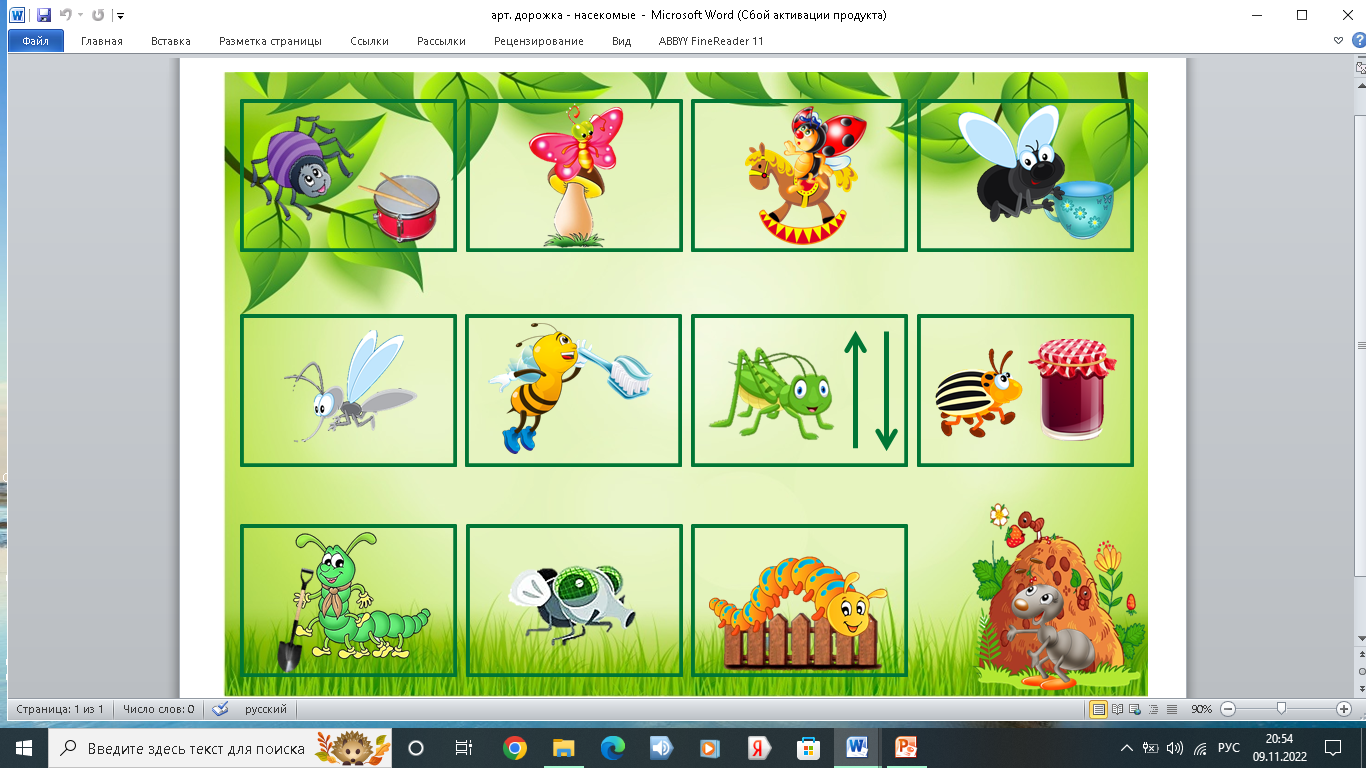 арт. дорожка - насекомые - Microsoft Word (Сбой активации продукта)
Файл Главная Вставка Разметка страницы Ссылки Рассылки Рецензирование Вид ABBYY FineReader 11
Страница: 1 из 1 Число слов: 0 русский 90%
Введите здесь текст для поиска
РУС
20:54
09.11.2022